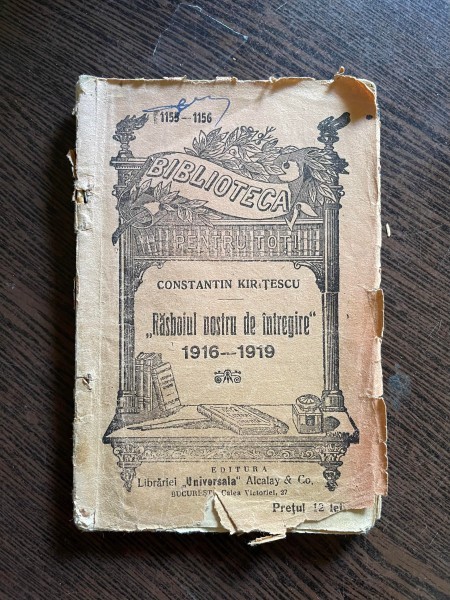 1155—1156
BIBLIOTECA
PENTRU TOȚI
CONSTANTIN KIRIȚESCU
„Răsboiul nostru de întregire"
1916—1919
EDITURA
Librăriei „Universala" Alcalay & Co.
BUCUREȘTI, Calea Victoriei, 27
Prețul 12 lei